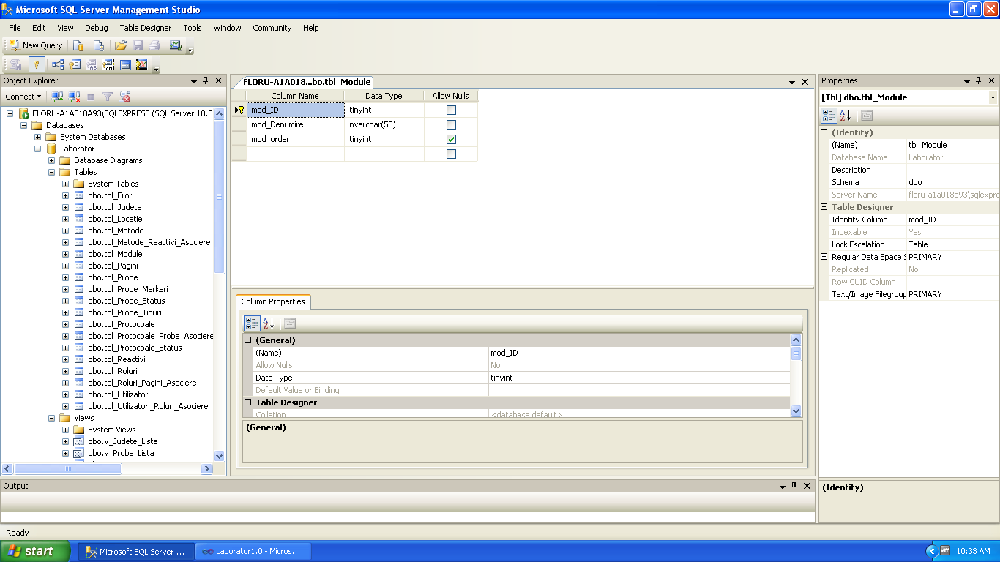 Microsoft SQL Server Management Studio
File Edit View Debug Table Designer Tools Window Community Help
New Query
Object Explorer
Connect
FLORU-A1A018A93\SQLEXPRESS (SQL Server 10.0
Databases
System Databases
Laborator
Database Diagrams
Tables
System Tables
dbo.tbl_Erori
dbo.tbl_Judete
dbo.tbl_Locatie
dbo.tbl_Metode
dbo.tbl_Metode_Reactivi_Asociere
dbo.tbl_Module
dbo.tbl_Pagini
dbo.tbl_Probe
dbo.tbl_Probe_Markeri
dbo.tbl_Probe_Status
dbo.tbl_Probe_Tipuri
dbo.tbl_Protocoale
dbo.tbl_Protocoale_Probe_Asociere
dbo.tbl_Protocoale_Status
dbo.tbl_Reactivi
dbo.tbl_Roluri
dbo.tbl_Roluri_Pagini_Asociere
dbo.tbl_Utilizatori
dbo.tbl_Utilizatori_Roluri_Asociere
Views
System Views
dbo.v_Judete_Lista
dbo.v_Probe_Lista
FLORU-A1A018...bo.tbl_Module
Column Name Data Type Allow Nulls
mod_ID tinyint
mod_Denumire nvarchar(50)
mod_order tinyint
Column Properties
(General)
(Name) mod_ID
Allow Nulls No
Data Type tinyint
Default Value or Binding
Table Designer
Collation <database default>
(General)
Properties
[Tbl] dbo.tbl_Module
(Identity)
(Name) tbl_Module
Database Name Laborator
Description
Schema dbo
Server Name floru-a1a018a93\sqlexpre
Table Designer
Identity Column mod_ID
Indexable Yes
Lock Escalation Table
Regular Data Space S PRIMARY
Replicated No
Row GUID Column
Text/Image Filegroup PRIMARY
(Identity)
Output
Ready
start
Microsoft SQL Server ...
Laborator1.0 - Micros...
10:33 AM